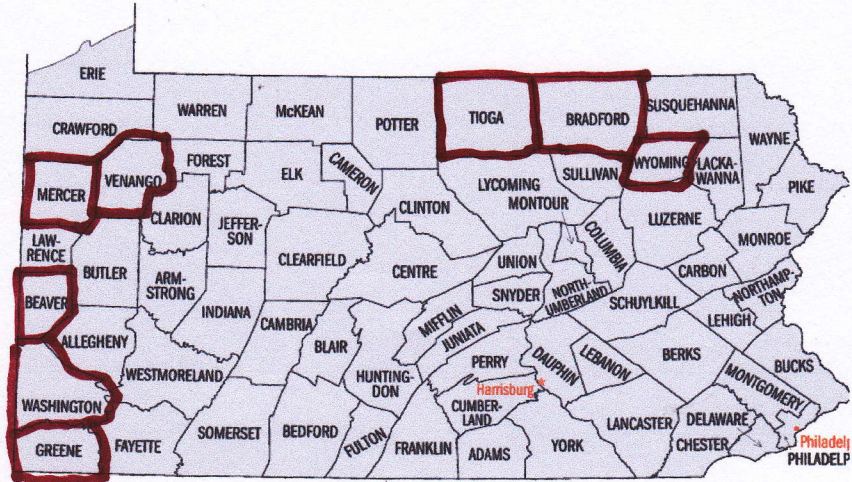 ERIE
CRAWFORD
WARREN
McKEAN
POTTER
TIOGA
BRADFORD
SUSQUEHANNA
WAYNE
MERCER
VENANGO
FOREST
ELK
CAMERON
LYCOMING
SULLIVAN
WYOMING
LACKA-
WANNA
PIKE
CLARION
JEFFER-
SON
CLINTON
MONTOUR
COLUMBIA
LUZERNE
MONROE
LAW-
RENCE
BUTLER
ARM-
STRONG
CLEARFIELD
CENTRE
UNION
SNYDER
NORTH-
UMBERLAND
CARBON
NORTHAMP-
TON
BEAVER
ALLEGHENY
INDIANA
CAMBRIA
BLAIR
MIFFLIN
JUNIATA
SCHUYLKILL
LEHIGH
WESTMORELAND
HUNTING-
DON
PERRY
DAUPHIN
LEBANON
BERKS
BUCKS
MONTGOMERY
Harrisburg
WASHINGTON
CUMBER-
LAND
LANCASTER
DELAWARE
GREENE
FAYETTE
SOMERSET
BEDFORD
FULTON
FRANKLIN
ADAMS
YORK
CHESTER
Philadelp
PHILADELP